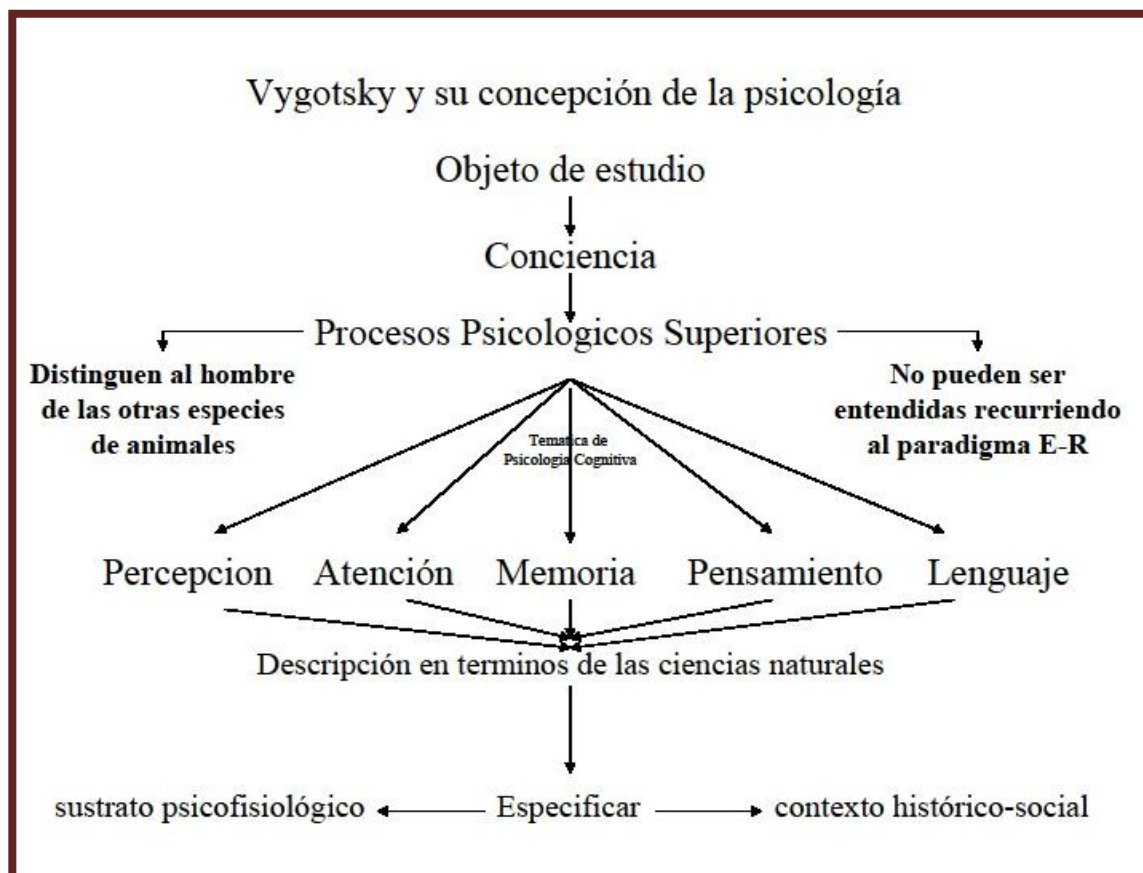 Vygotsky y su concepción de la psicología
Objeto de estudio
Conciencia
Procesos Psicologicos Superiores
Distinguen al hombre
de las otras especies
de animales
No pueden ser
entendidas recurriendo
al paradigma E-R
Tematica de
Psicologia Cognitiva
Percepcion Atención Memoria Pensamiento Lenguaje
Descripción en terminos de las ciencias naturales
sustrato psicofisiológico Especificar contexto histórico-social